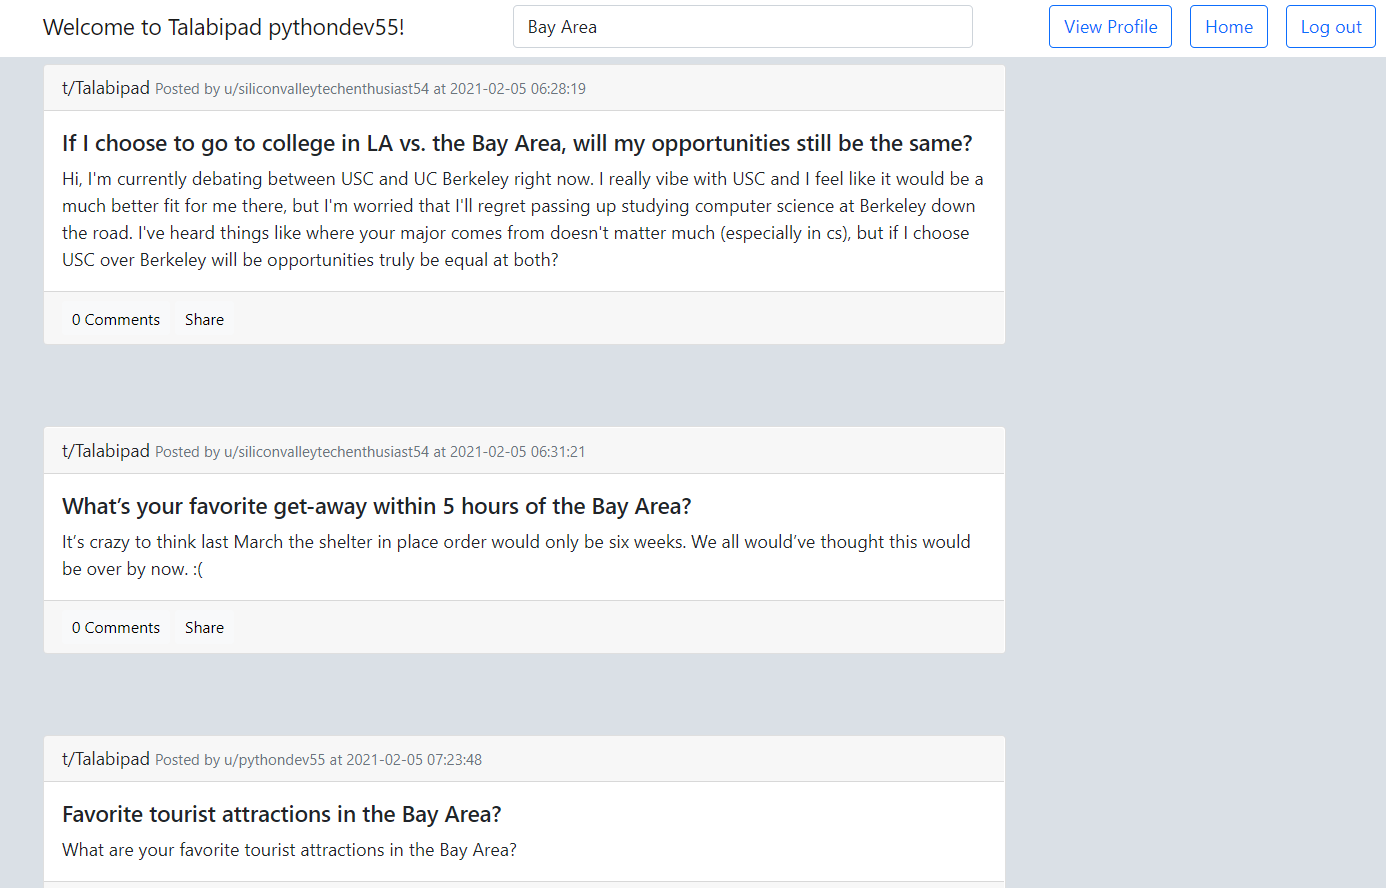 Welcome to Talabipad pythondev55!
Bay Area
View Profile
Home
Log out
t/Talabipad Posted by u/siliconvalleytechenthusiast54 at 2021-02-05 06:28:19
If I choose to go to college in LA vs. the Bay Area, will my opportunities still be the same?
Hi, I'm currently debating between USC and UC Berkeley right now. I really vibe with USC and I feel like it would be a
much better fit for me there, but I'm worried that I'll regret passing up studying computer science at Berkeley down
the road. I've heard things like where your major comes from doesn't matter much (especially in cs), but if I choose
USC over Berkeley will be opportunities truly be equal at both?
0 Comments
Share
t/Talabipad Posted by u/siliconvalleytechenthusiast54 at 2021-02-05 06:31:21
What’s your favorite get-away within 5 hours of the Bay Area?
It’s crazy to think last March the shelter in place order would only be six weeks. We all would’ve thought this would
be over by now. :(
0 Comments
Share
t/Talabipad Posted by u/pythondev55 at 2021-02-05 07:23:48
Favorite tourist attractions in the Bay Area?
What are your favorite tourist attractions in the Bay Area?